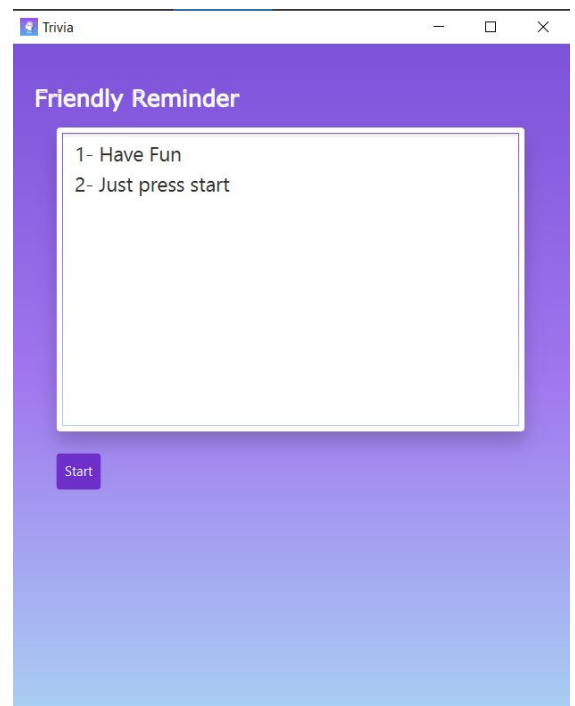 Trivia
Friendly Reminder
1- Have Fun
2- Just press start
Start